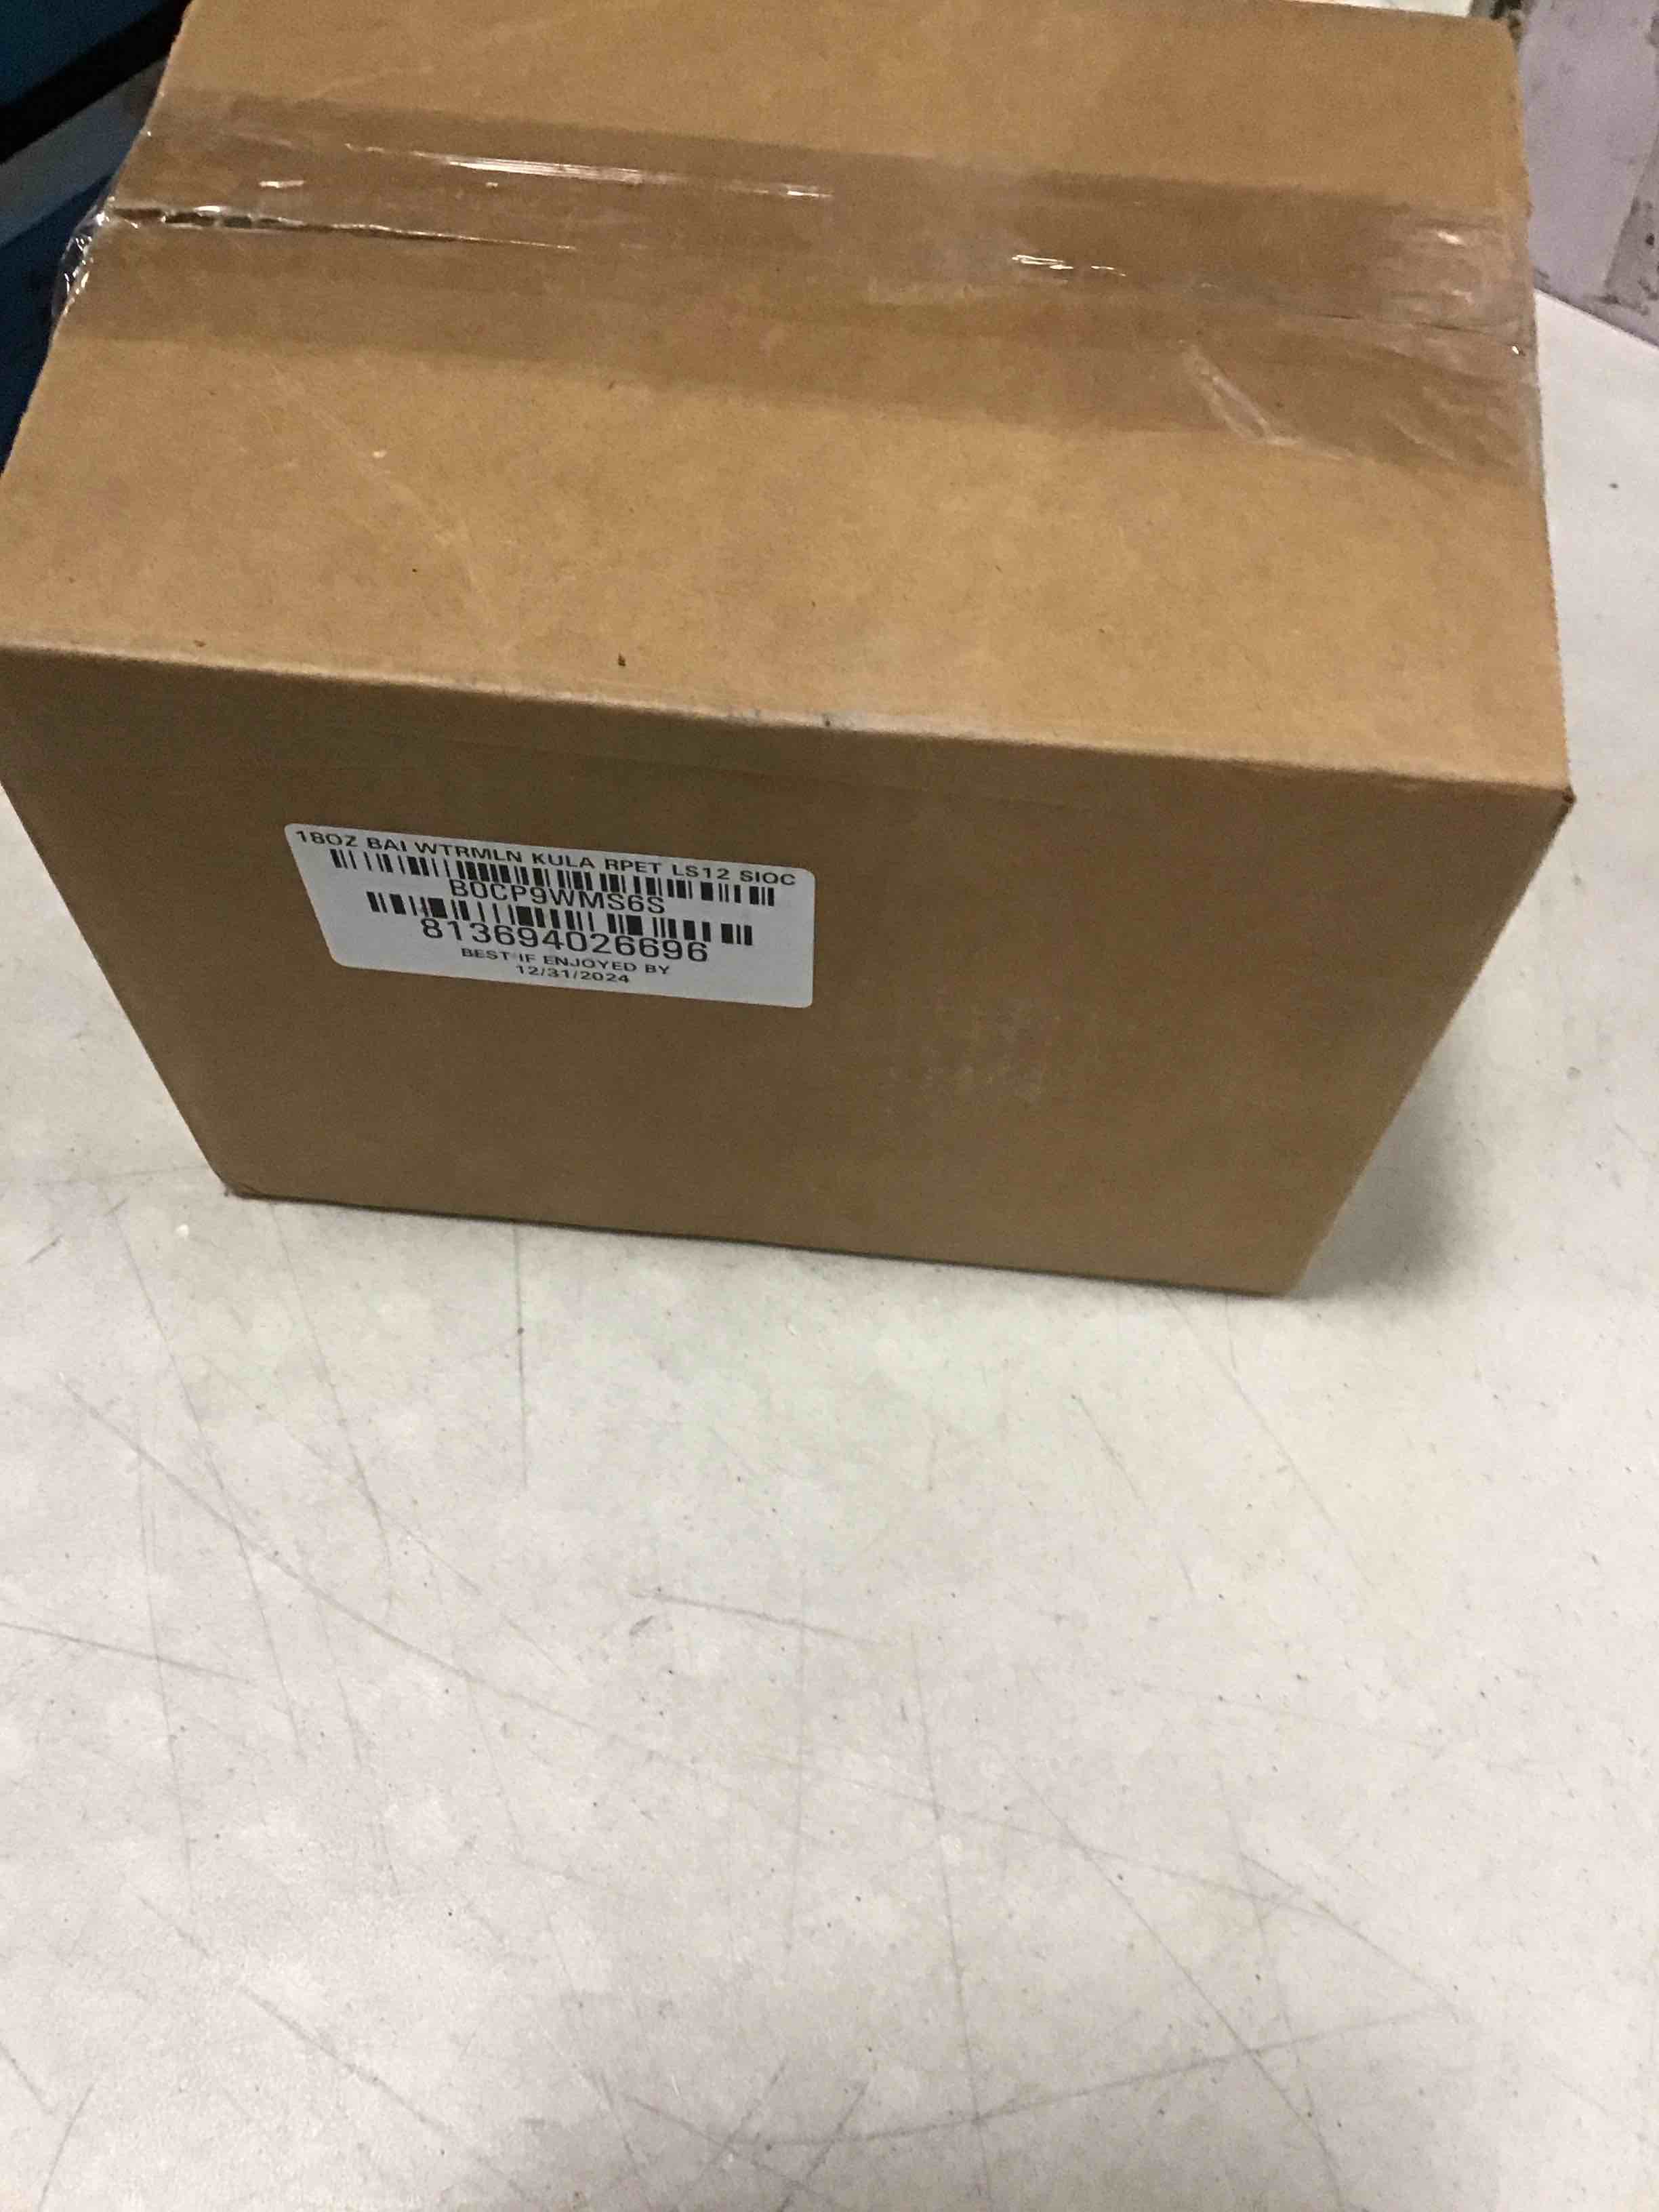 18OZ BAI WTRMLN KULA RPET LS12 SIOC
B0CP9WMS6S
813694026696
BEST IF ENJOYED BY
12/31/2024